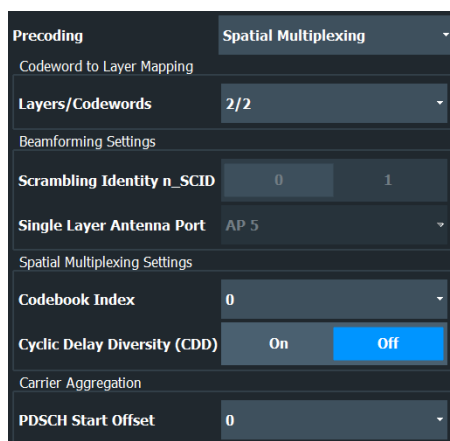 Precoding Spatial Multiplexing
Codeword to Layer Mapping
Layers/Codewords 2/2
Beamforming Settings
Scrambling Identity n_SCID 0 1
Single Layer Antenna Port AP 5
Spatial Multiplexing Settings
Codebook Index 0
Cyclic Delay Diversity (CDD) On Off
Carrier Aggregation
PDSCH Start Offset 0